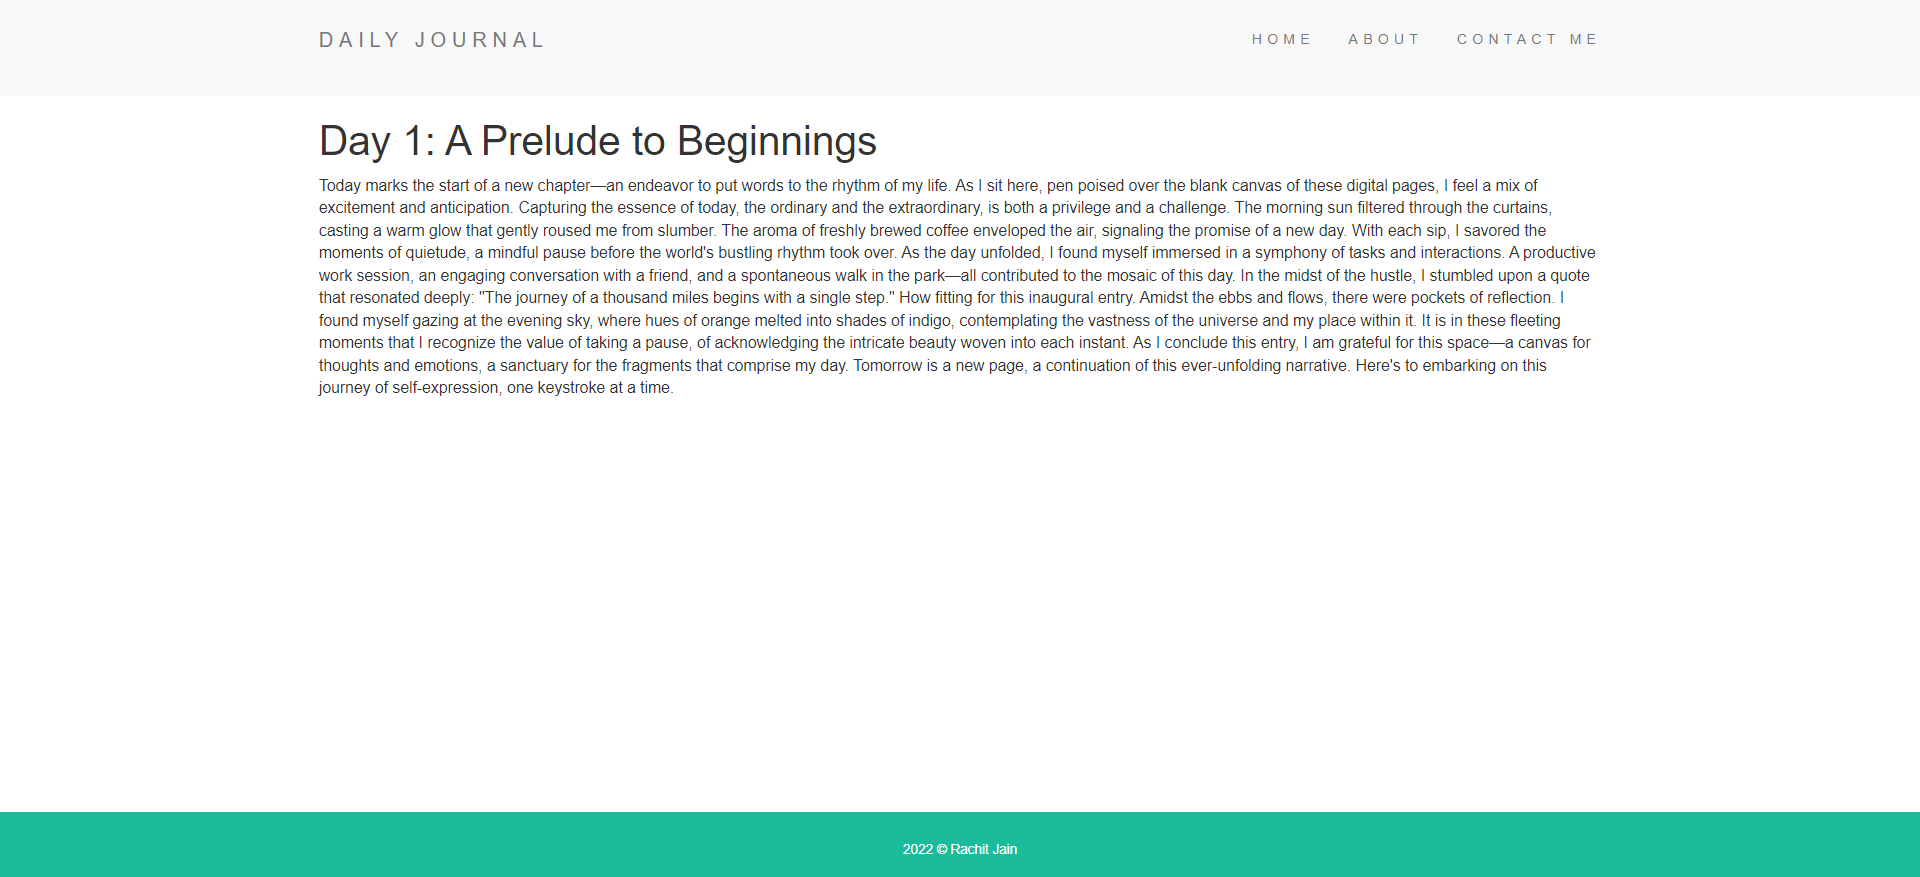 DAILY JOURNAL
HOME ABOUT CONTACT ME
Day 1: A Prelude to Beginnings
Today marks the start of a new chapter—an endeavor to put words to the rhythm of my life. As I sit here, pen poised over the blank canvas of these digital pages, I feel a mix of
excitement and anticipation. Capturing the essence of today, the ordinary and the extraordinary, is both a privilege and a challenge. The morning sun filtered through the curtains,
casting a warm glow that gently roused me from slumber. The aroma of freshly brewed coffee enveloped the air, signaling the promise of a new day. With each sip, I savored the
moments of quietude, a mindful pause before the world's bustling rhythm took over. As the day unfolded, I found myself immersed in a symphony of tasks and interactions. A productive
work session, an engaging conversation with a friend, and a spontaneous walk in the park—all contributed to the mosaic of this day. In the midst of the hustle, I stumbled upon a quote
that resonated deeply: "The journey of a thousand miles begins with a single step." How fitting for this inaugural entry. Amidst the ebbs and flows, there were pockets of reflection. I
found myself gazing at the evening sky, where hues of orange melted into shades of indigo, contemplating the vastness of the universe and my place within it. It is in these fleeting
moments that I recognize the value of taking a pause, of acknowledging the intricate beauty woven into each instant. As I conclude this entry, I am grateful for this space—a canvas for
thoughts and emotions, a sanctuary for the fragments that comprise my day. Tomorrow is a new page, a continuation of this ever-unfolding narrative. Here's to embarking on this
journey of self-expression, one keystroke at a time.
2022 © Rachit Jain